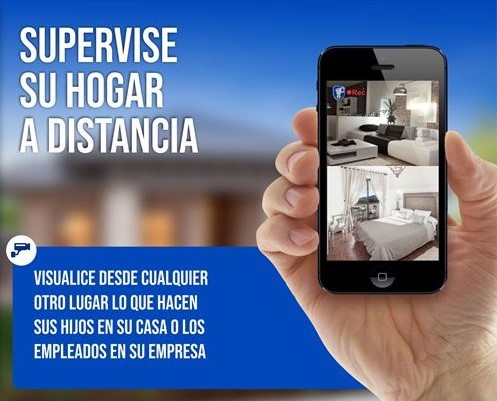 SUPERVISE
SU HOGAR
A DISTANCIA
Rec
VISUALICE DESDE CUALQUIER
OTRO LUGAR LO QUE HACEN
SUS HIJOS EN SU CASA O LOS
EMPLEADOS EN SU EMPRESA